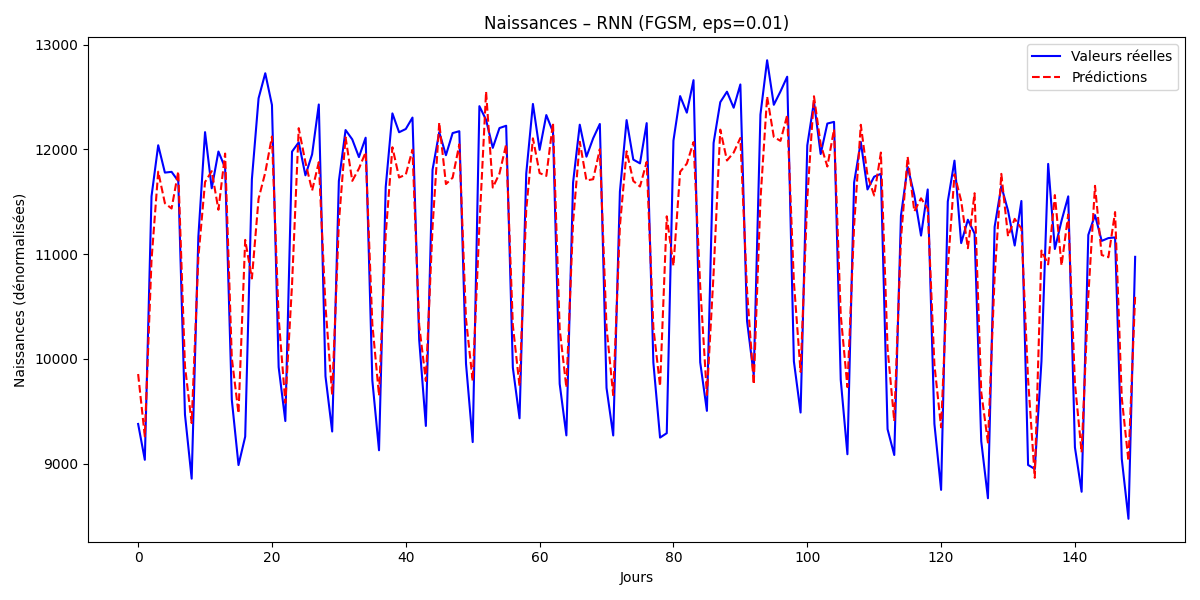 Naissances – RNN (FGSM, eps=0.01)
Valeurs réelles
Prédictions
Naissances (dénormalisées)
13000
12000
11000
10000
9000
0 20 40 60 80 100 120 140
Jours